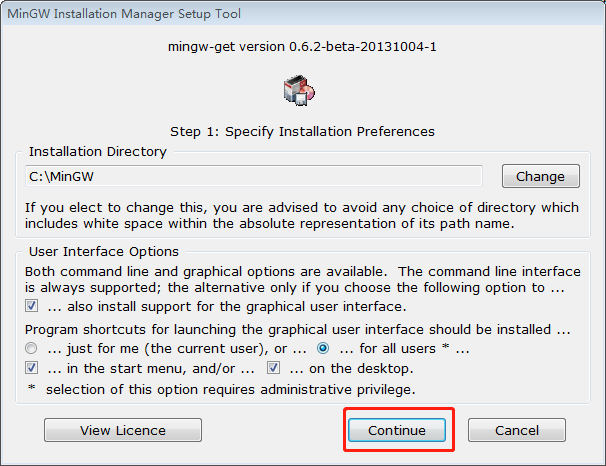 MinGW Installation Manager Setup Tool
mingw-get version 0.6.2-beta-20131004-1
Step 1: Specify Installation Preferences
Installation Directory
C:\MinGW
Change
If you elect to change this, you are advised to avoid any choice of directory which
includes white space within the absolute representation of its path name.
User Interface Options
Both command line and graphical options are available. The command line interface
is always supported; the alternative only if you choose the following option to ...
... also install support for the graphical user interface.
Program shortcuts for launching the graphical user interface should be installed ...
... just for me (the current user), or ... ... for all users * ...
... in the start menu, and/or ... ... on the desktop.
* selection of this option requires administrative privilege.
View Licence Continue Cancel